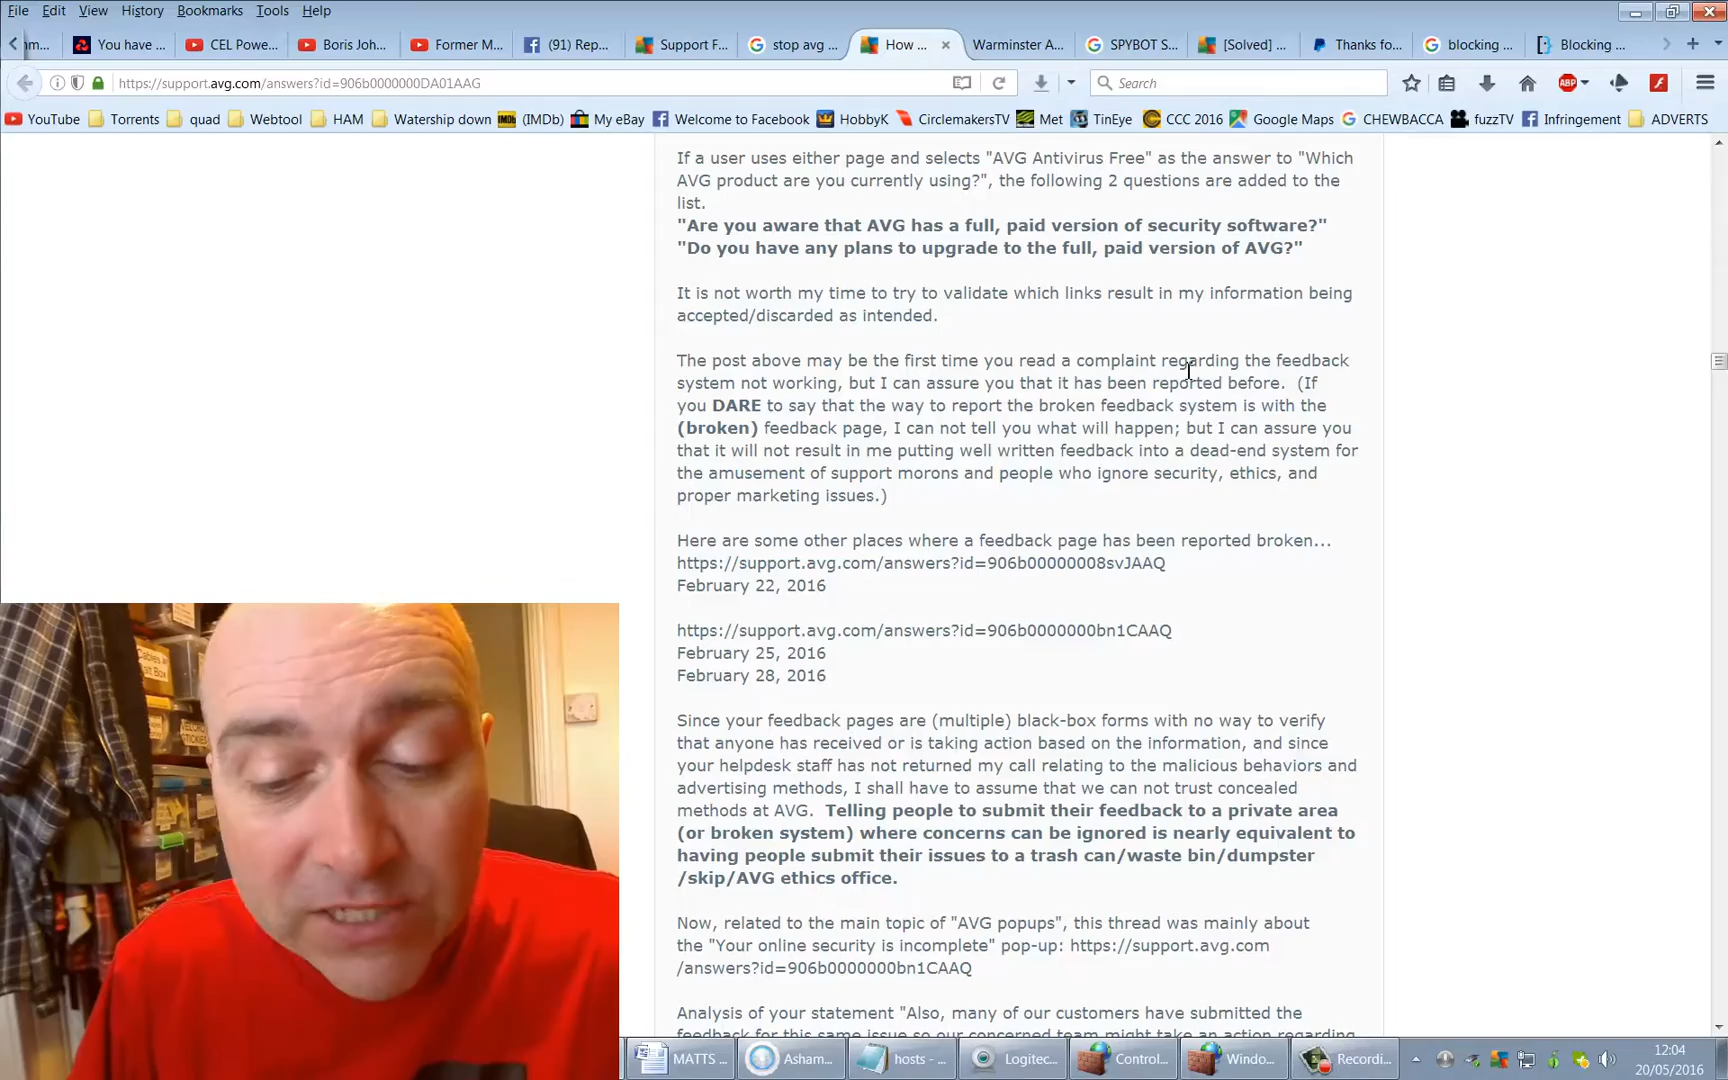 File Edit View History Bookmarks Tools Help
You have ... CEL Powe... Boris Joh... Former M... (91) Rep... Support F... stop avg ... How ... Warminster A... SPYBOT S... [Solved] ... Thanks fo... blocking ... Blocking ...
https://support.avg.com/answers?id=906b0000000DA01AAG
Search
ABP
YouTube Torrents quad Webtool HAM Watership down (IMDb) My eBay Welcome to Facebook HobbyK CirclemakersTV Met TinEye CCC 2016 Google Maps CHEWBACCA fuzzTV Infringement ADVERTS
If a user uses either page and selects "AVG Antivirus Free" as the answer to "Which
AVG product are you currently using?", the following 2 questions are added to the
list.
"Are you aware that AVG has a full, paid version of security software?"
"Do you have any plans to upgrade to the full, paid version of AVG?"
It is not worth my time to try to validate which links result in my information being
accepted/discarded as intended.
The post above may be the first time you read a complaint regarding the feedback
system not working, but I can assure you that it has been reported before.  (If
you DARE to say that the way to report the broken feedback system is with the
(broken) feedback page, I can not tell you what will happen; but I can assure you
that it will not result in me putting well written feedback into a dead-end system for
the amusement of support morons and people who ignore security, ethics, and
proper marketing issues.)
Here are some other places where a feedback page has been reported broken...
https://support.avg.com/answers?id=906b00000008svJAAQ
February 22, 2016
https://support.avg.com/answers?id=906b0000000bn1CAAQ
February 25, 2016
February 28, 2016
Since your feedback pages are (multiple) black-box forms with no way to verify
that anyone has received or is taking action based on the information, and since
your helpdesk staff has not returned my call relating to the malicious behaviors and
advertising methods, I shall have to assume that we can not trust concealed
methods at AVG.  Telling people to submit their feedback to a private area
(or broken system) where concerns can be ignored is nearly equivalent to
having people submit their issues to a trash can/waste bin/dumpster
/skip/AVG ethics office.
Now, related to the main topic of "AVG popups", this thread was mainly about
the "Your online security is incomplete" pop-up: https://support.avg.com
/answers?id=906b0000000bn1CAAQ
Analysis of your statement "Also, many of our customers have submitted the
feedback for this same issue so our concerned team might take an action regarding
MATTS ... Asham... hosts - ... Logitec... Control... Windo... Recordi...
12:04
20/05/2016